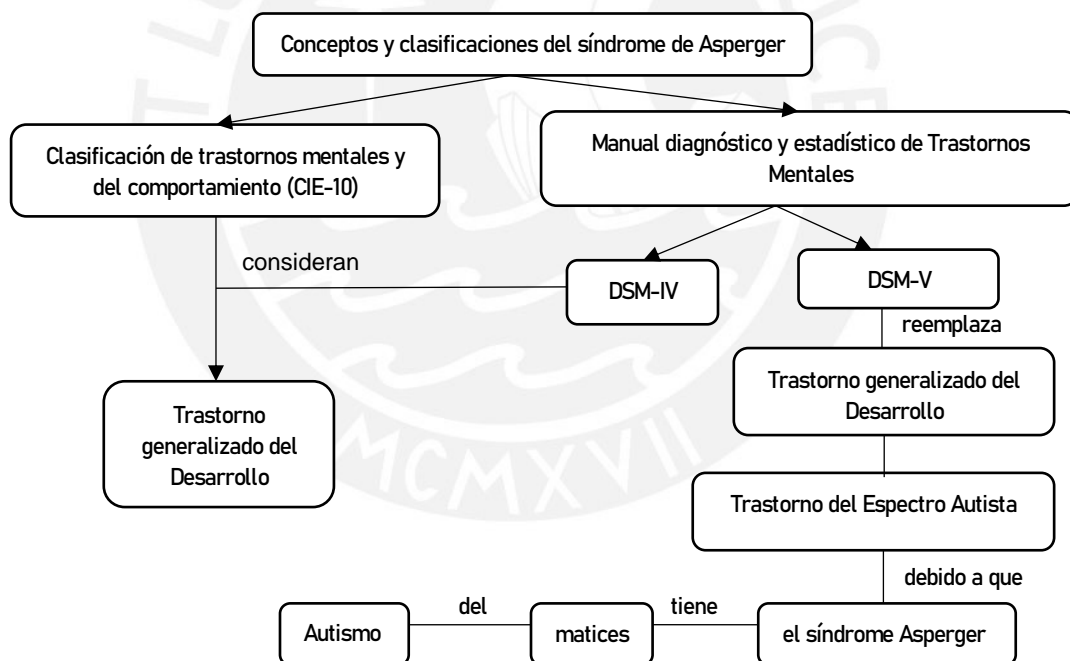 Conceptos y clasificaciones del síndrome de Asperger
Clasificación de trastornos mentales y
del comportamiento (CIE-10)
Manual diagnóstico y estadístico de Trastornos
Mentales
consideran
DSM-IV
DSM-V
reemplaza
Trastorno
generalizado del
Desarrollo
Trastorno generalizado del
Desarrollo
Trastorno del Espectro Autista
debido a que
Autismo
del
matices
tiene
el síndrome Asperger
MCMXVII